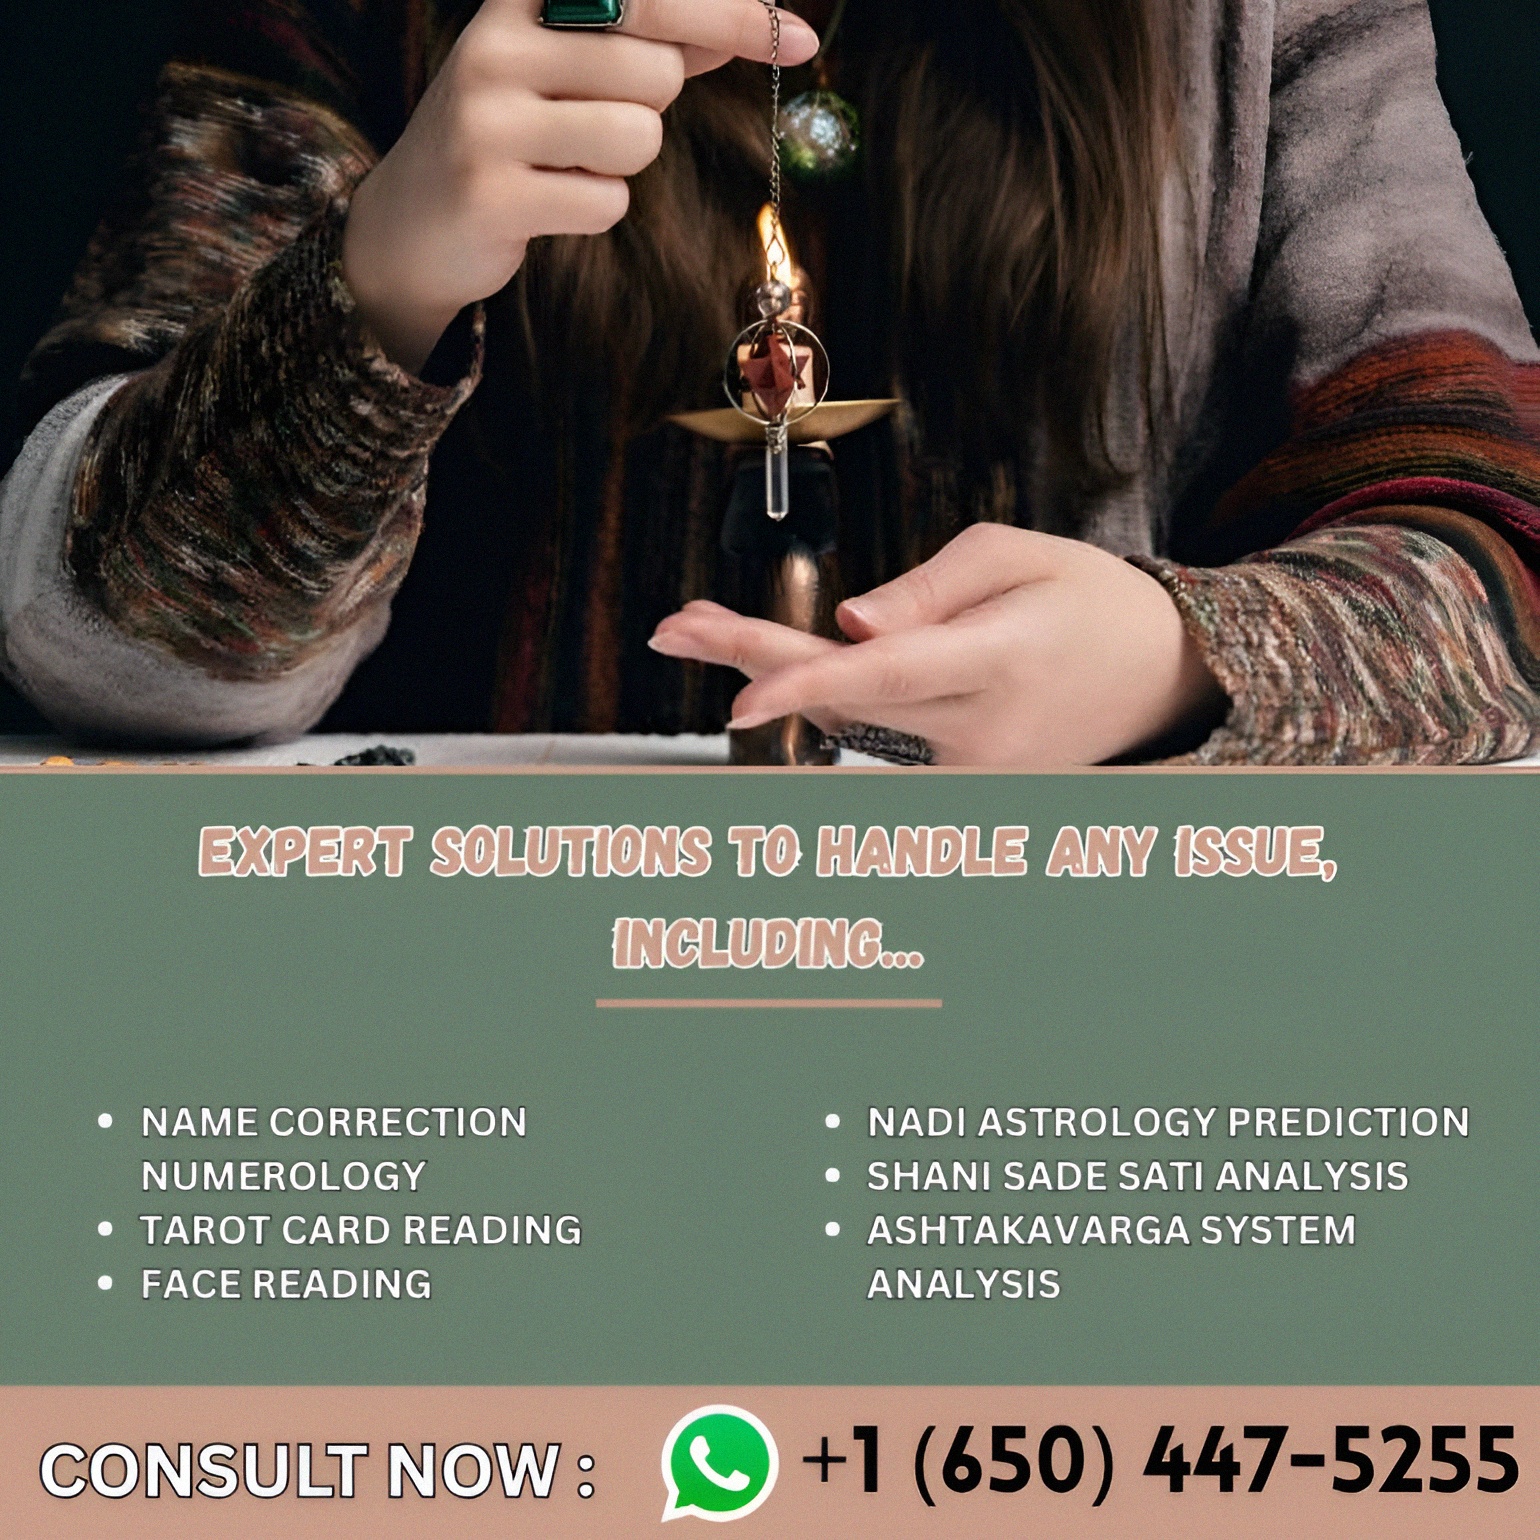 EXPERT SOLUTIONS TO HANDLE ANY ISSUE,
INCLUDING...
• NAME CORRECTION
NUMEROLOGY
• TAROT CARD READING
• FACE READING
• NADI ASTROLOGY PREDICTION
• SHANI SADE SATI ANALYSIS
• ASHTAKAVARGA SYSTEM
ANALYSIS
CONSULT NOW : +1 (650) 447-5255